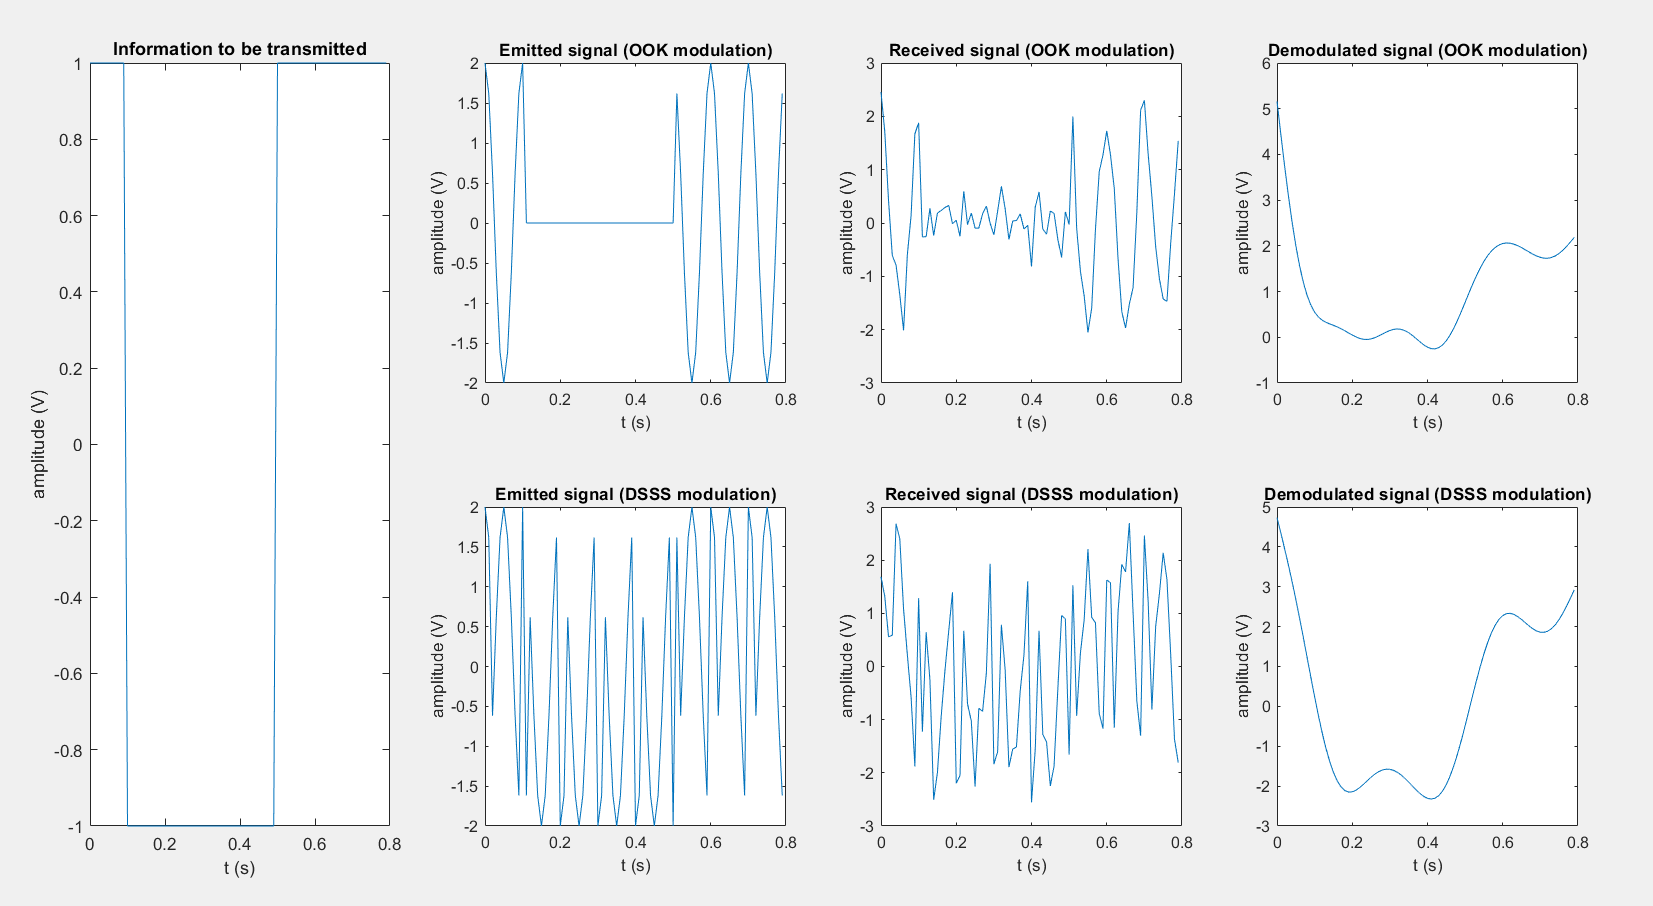 Information to be transmitted
1
0.8
0.6
0.4
0.2
0
-0.2
-0.4
-0.6
-0.8
-1
amplitude (V)
0 0.2 0.4 0.6 0.8
t (s)
Emitted signal (OOK modulation)
2
1.5
1
0.5
0
-0.5
-1
-1.5
-2
amplitude (V)
0 0.2 0.4 0.6 0.8
t (s)
Received signal (OOK modulation)
3
2
1
0
-1
-2
-3
amplitude (V)
0 0.2 0.4 0.6 0.8
t (s)
Demodulated signal (OOK modulation)
6
5
4
3
2
1
0
-1
amplitude (V)
0 0.2 0.4 0.6 0.8
t (s)
Emitted signal (DSSS modulation)
2
1.5
1
0.5
0
-0.5
-1
-1.5
-2
amplitude (V)
0 0.2 0.4 0.6 0.8
t (s)
Received signal (DSSS modulation)
3
2
1
0
-1
-2
-3
amplitude (V)
0 0.2 0.4 0.6 0.8
t (s)
Demodulated signal (DSSS modulation)
5
4
3
2
1
0
-1
-2
-3
amplitude (V)
0 0.2 0.4 0.6 0.8
t (s)